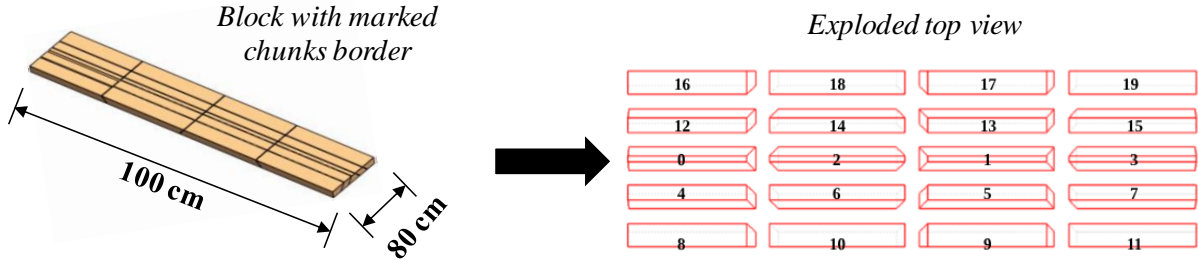 Block with marked
chunks border
100 cm
80 cm
Exploded top view
16 18 17 19
12 14 13 15
0 2 1 3
4 6 5 7
8 10 9 11